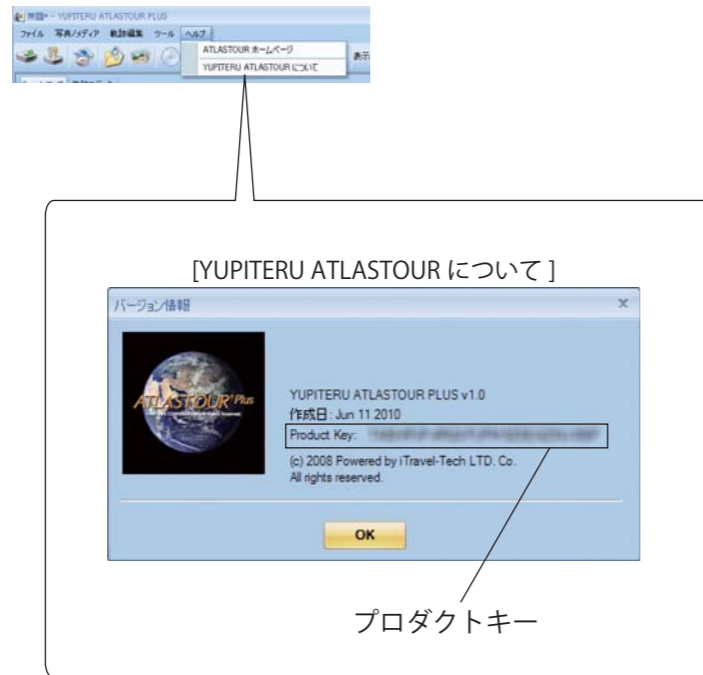 無題* - YUPITERU ATLASTOUR PLUS
ファイル 写真/メディア 軌跡編集 ツール ヘルプ
ATLASTOUR ホームページ
YUPITERU ATLASTOUR について
表示
[YUPITERU ATLASTOUR について ]
バージョン情報
ATLASTOUR Plus
YUPITERU ATLASTOUR PLUS v1.0
作成日 : Jun 11 2010
Product Key:
(c) 2008 Powered by iTravel-Tech LTD. Co.
All rights reserved.
OK
プロダクトキー